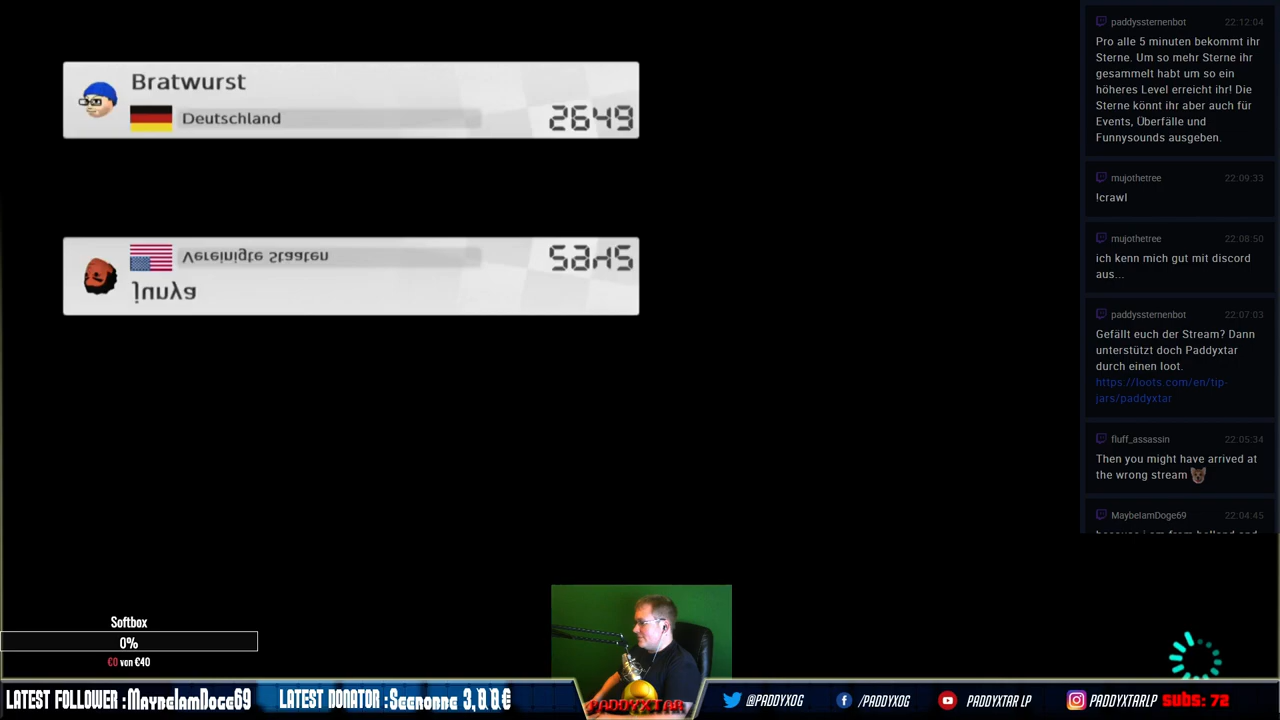 Bratwurst
Deutschland
2649
Vereinigte Staaten
junya
paddyssternenbot 22:12:04
Pro alle 5 minuten bekommt ihr
Sterne. Um so mehr Sterne ihr
gesammelt habt um so ein
höheres Level erreicht ihr! Die
Sterne könnt ihr aber auch für
Events, Überfälle und
Funnysounds ausgeben.
mujothetree 22:09:33
!crawl
mujothetree 22:08:50
ich kenn mich gut mit discord
aus...
paddyssternenbot 22:07:03
Gefällt euch der Stream? Dann
unterstützt doch Paddyxtar
durch einen loot.
https://loots.com/en/tip-
jars/paddyxtar
fluff_assassin 22:05:34
Then you might have arrived at
the wrong stream
MaybeIamDoge69 22:04:45
Softbox
0%
€0 von €40
LATEST FOLLOWER :MaybeIamDoge69
LATEST DONATOR :Seenorne 3,00€
PADDYXTAR
@PADDYXOG
/PADDYXOG
PADDYXTAR LP
PADDYXTARLP
SUBS: 72